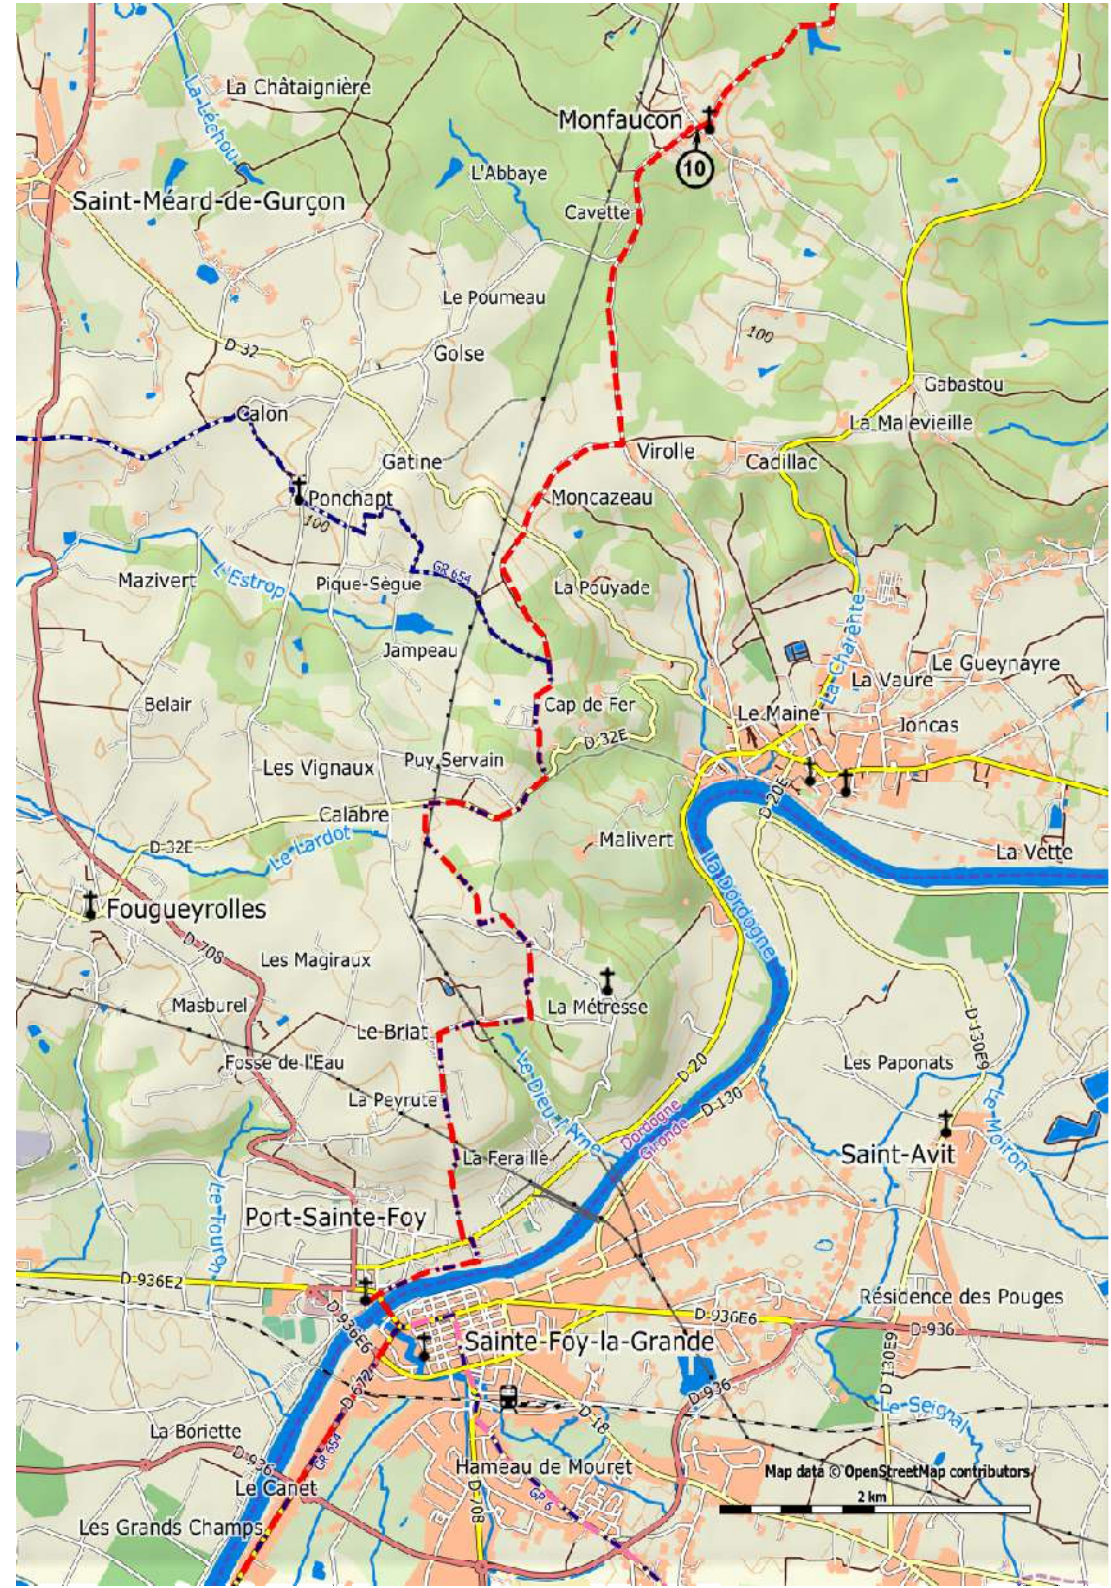 La Châtaignière
La Léchou
Monfaucon
10
L'Abbaye
Saint-Méard-de-Gurçon
Cavette
Le Poumeau
D 32
100
Golse
Gabastou
Calon
La Malevieille
Virolle
Gatine
Cadillac
Ponchapt
Moncazeau
100
GR 654
Mazivert
L'Estrop
Pique-Sègue
La Pouyade
La Charente
Jampeau
Le Gueynayre
La Vaure
Belair
Cap de Fer
Le Maine
Joncas
D 32E
Puy Servain
Les Vignaux
D 20E
Calabre
D 32E
Le Lardot
Malivert
La Vette
La Dordogne
Fougueyrolles
D 708
Les Magiraux
Masburel
La Métresse
Le Briat
D 130E9
Fosse de l'Eau
Le Dieu l'Ame
D 20
Les Paponats
La Peyrute
D 130
Le Moiron
Dordogne
Gironde
La Feraille
Saint-Avit
Le Touron
Port-Sainte-Foy
D 936E2
D 936E6
Résidence des Pouges
D 936E6
D 936
Sainte-Foy-la-Grande
D 672
D 130E9
D 936
Le Seignal
D 18
La Boriette
GR 654
D 936
Hameau de Mouret
Map data © OpenStreetMap contributors
Le Canet
GR 6
D 708
2 km
Les Grands Champs